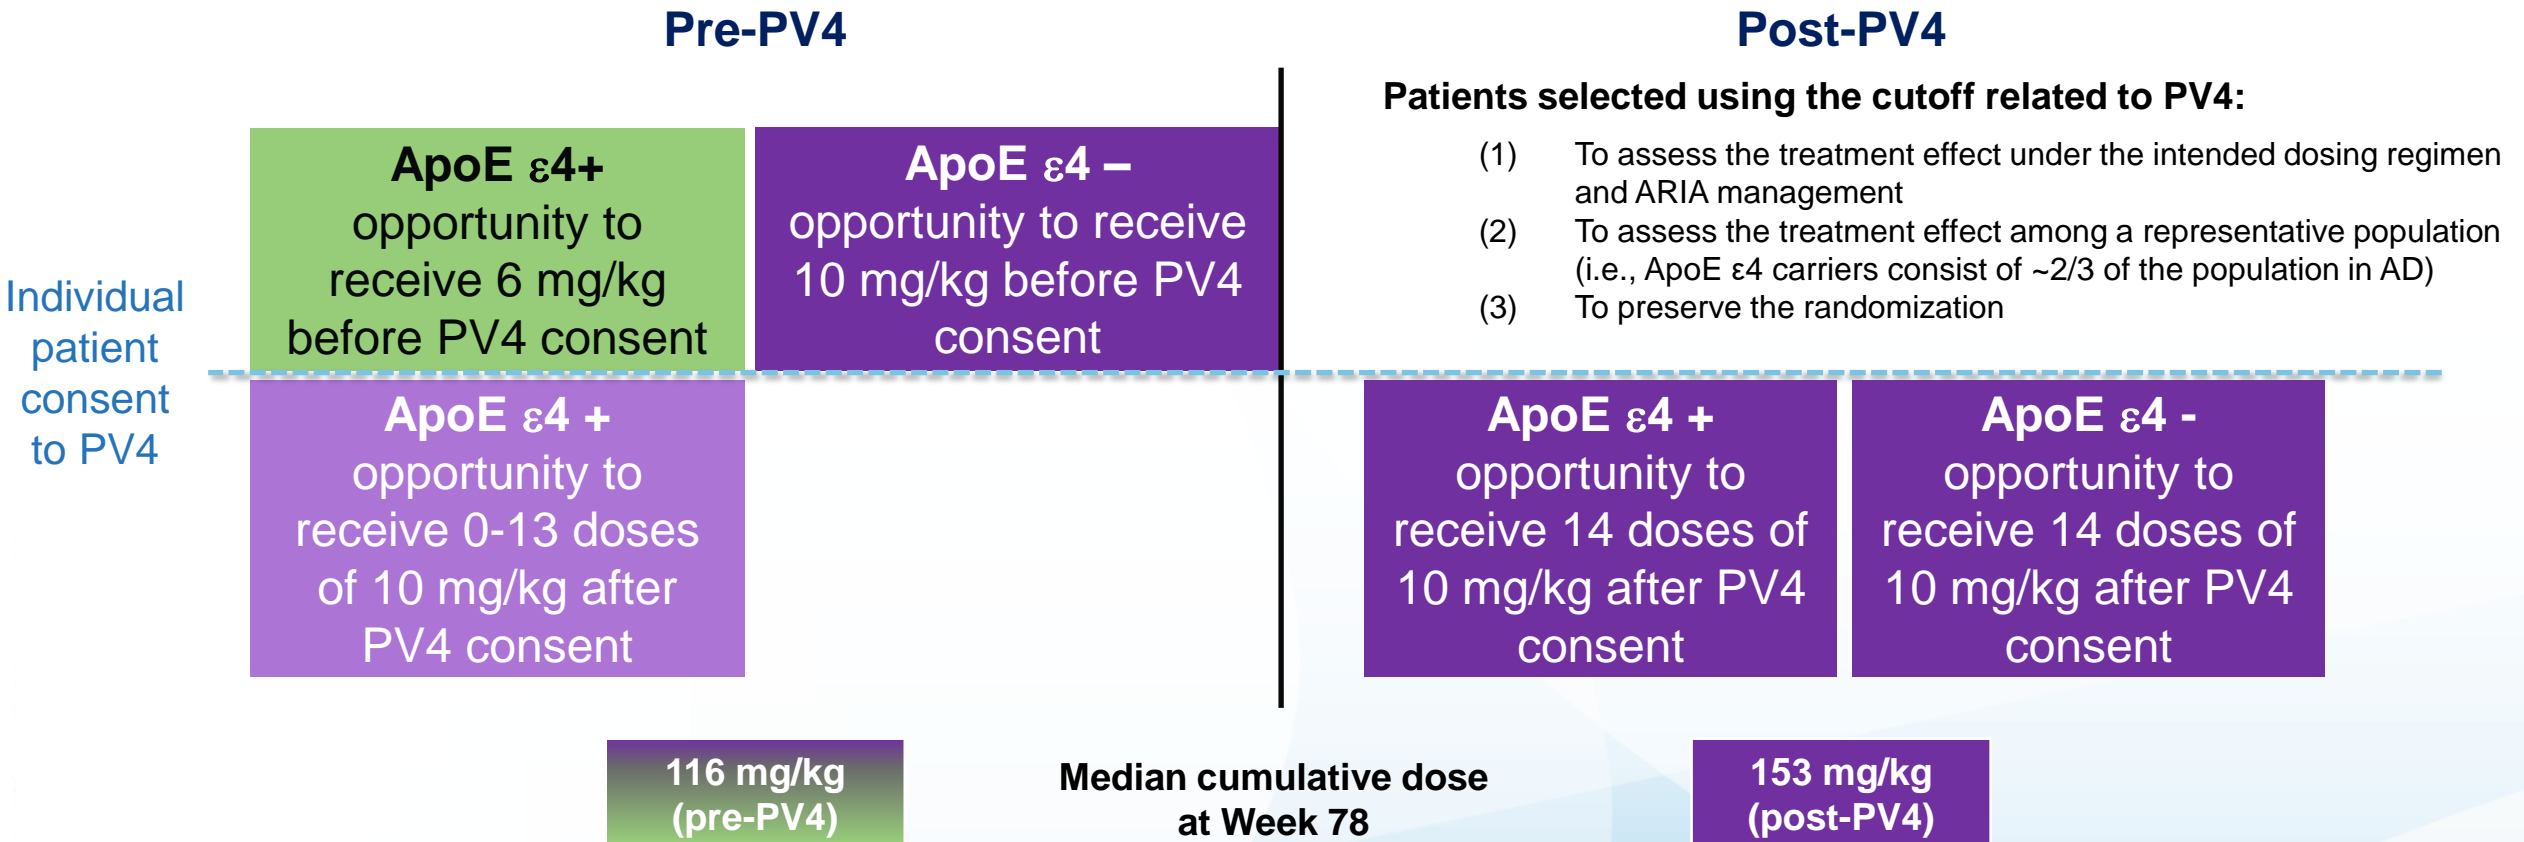 Pre-PV4
Post-PV4
Patients selected using the cutoff related to PV4:
(1) To assess the treatment effect under the intended dosing regimen
and ARIA management
(2) To assess the treatment effect among a representative population
(i.e., ApoE ε4 carriers consist of ~2/3 of the population in AD)
(3) To preserve the randomization
ApoE ε4+
opportunity to
receive 6 mg/kg
before PV4 consent
ApoE ε4 –
opportunity to receive
10 mg/kg before PV4
consent
Individual
patient
consent
to PV4
ApoE ε4 +
opportunity to
receive 0-13 doses
of 10 mg/kg after
PV4 consent
ApoE ε4 +
opportunity to
receive 14 doses of
10 mg/kg after PV4
consent
ApoE ε4 -
opportunity to
receive 14 doses of
10 mg/kg after PV4
consent
116 mg/kg
(pre-PV4)
Median cumulative dose
at Week 78
153 mg/kg
(post-PV4)